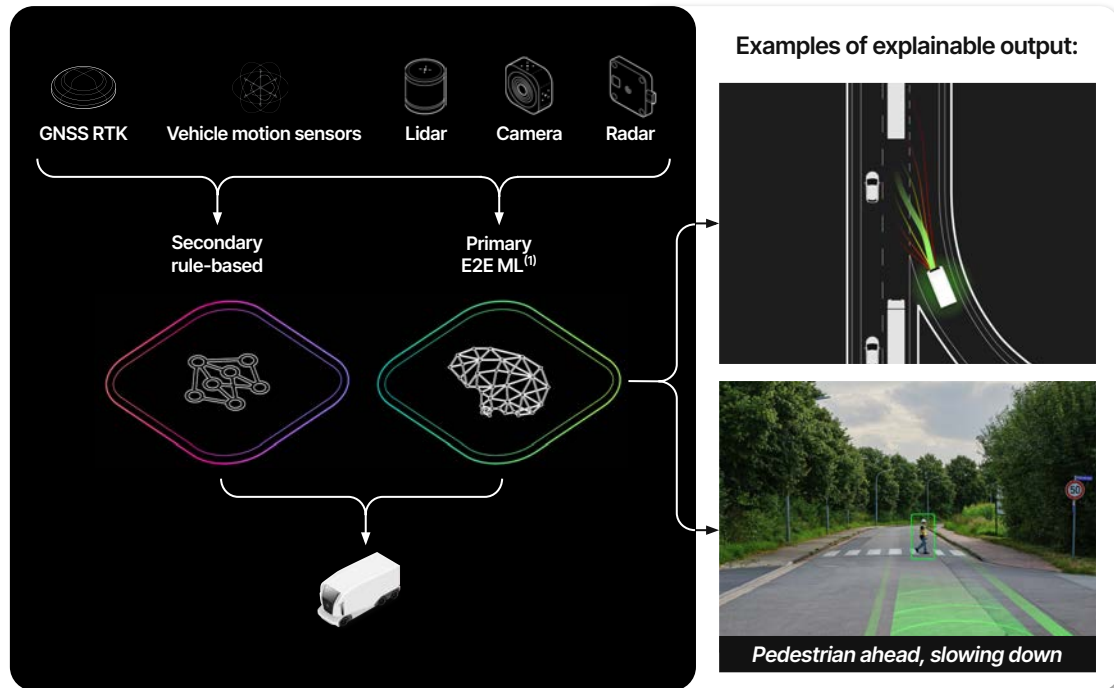 Examples of explainable output:
GNSS RTK
Vehicle motion sensors
Lidar
Camera
Radar
Secondary
rule-based
Primary
E2E ML(1)
50
Pedestrian ahead, slowing down